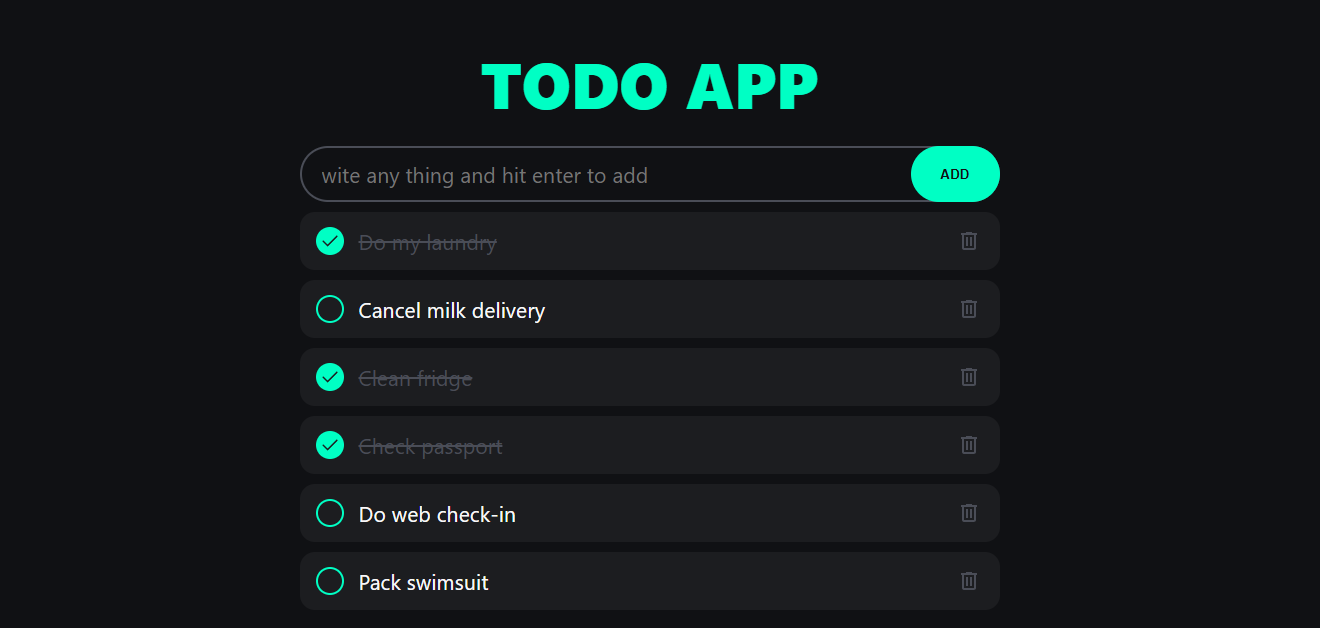 TODO APP
wite any thing and hit enter to add
ADD
Do my laundry
Cancel milk delivery
Clean fridge
Check passport
Do web check-in
Pack swimsuit